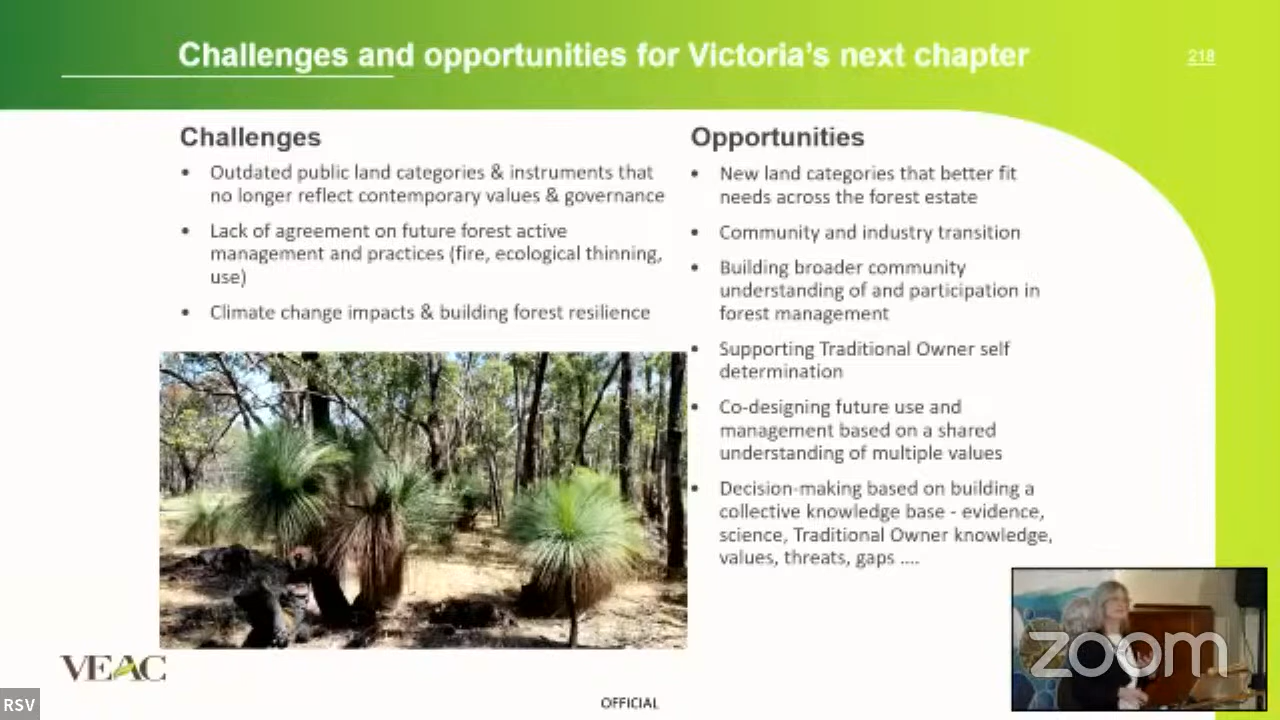 Challenges and opportunities for Victoria's next chapter
218
Challenges
• Outdated public land categories & instruments that
no longer reflect contemporary values & governance
• Lack of agreement on future forest active
management and practices (fire, ecological thinning,
use)
• Climate change impacts & building forest resilience
Opportunities
• New land categories that better fit
needs across the forest estate
• Community and industry transition
• Building broader community
understanding of and participation in
forest management
• Supporting Traditional Owner self
determination
• Co-designing future use and
management based on a shared
understanding of multiple values
• Decision-making based on building a
collective knowledge base - evidence,
science, Traditional Owner knowledge,
values, threats, gaps ....
VEAC
RSV
OFFICIAL
zoom